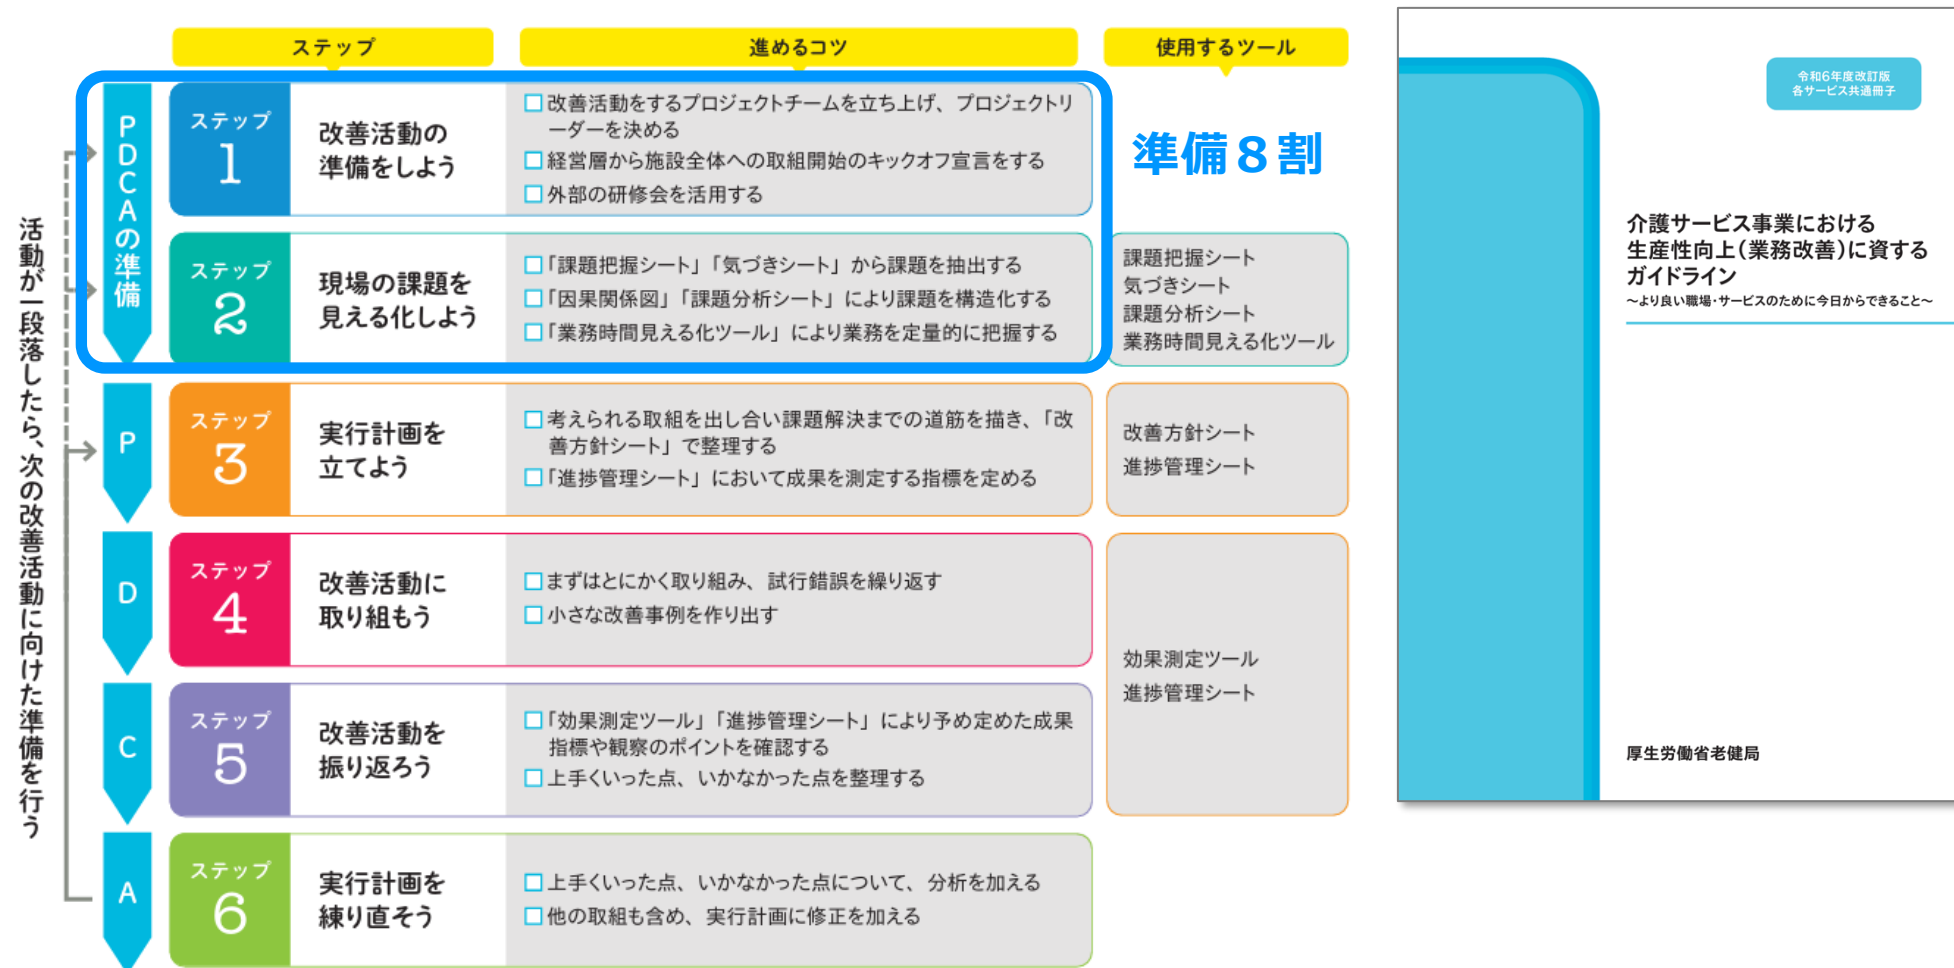 ステップ
進めるコツ
使用するツール
活動が一段落したら、次の改善活動に向けた準備を行う
PDCAの準備
ステップ
1
改善活動の
準備をしよう
□改善活動をするプロジェクトチームを立ち上げ、プロジェクトリ
ーダーを決める
□経営層から施設全体への取組開始のキックオフ宣言をする
□外部の研修会を活用する
準備8割
ステップ
2
現場の課題を
見える化しよう
□「課題把握シート」「気づきシート」から課題を抽出する
□「因果関係図」「課題分析シート」により課題を構造化する
□「業務時間見える化ツール」により業務を定量的に把握する
課題把握シート
気づきシート
課題分析シート
業務時間見える化ツール
P
ステップ
3
実行計画を
立てよう
□考えられる取組を出し合い課題解決までの道筋を描き、「改
善方針シート」で整理する
□「進捗管理シート」において成果を測定する指標を定める
改善方針シート
進捗管理シート
D
ステップ
4
改善活動に
取り組もう
□まずはとにかく取り組み、試行錯誤を繰り返す
□小さな改善事例を作り出す
効果測定ツール
進捗管理シート
C
ステップ
5
改善活動を
振り返ろう
□「効果測定ツール」「進捗管理シート」により予め定めた成果
指標や観察のポイントを確認する
□上手くいった点、いかなかった点を整理する
A
ステップ
6
実行計画を
練り直そう
□上手くいった点、いかなかった点について、分析を加える
□他の取組も含め、実行計画に修正を加える
令和6年度改訂版
各サービス共通冊子
介護サービス事業における
生産性向上(業務改善)に資する
ガイドライン
～より良い職場・サービスのために今日からできること～
厚生労働省老健局